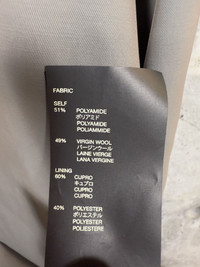 FABRIC
SELF
51% POLYAMIDE
ポリアミド
POLYAMIDE
POLIAMMIDE
49% VIRGIN WOOL
バージンウール
LAINE VIERGE
LANA VERGINE
LINING
60% CUPRO
キュプラ
CUPRO
CUPRO
40% POLYESTER
ポリエステル
POLYESTER
POLIESTERE